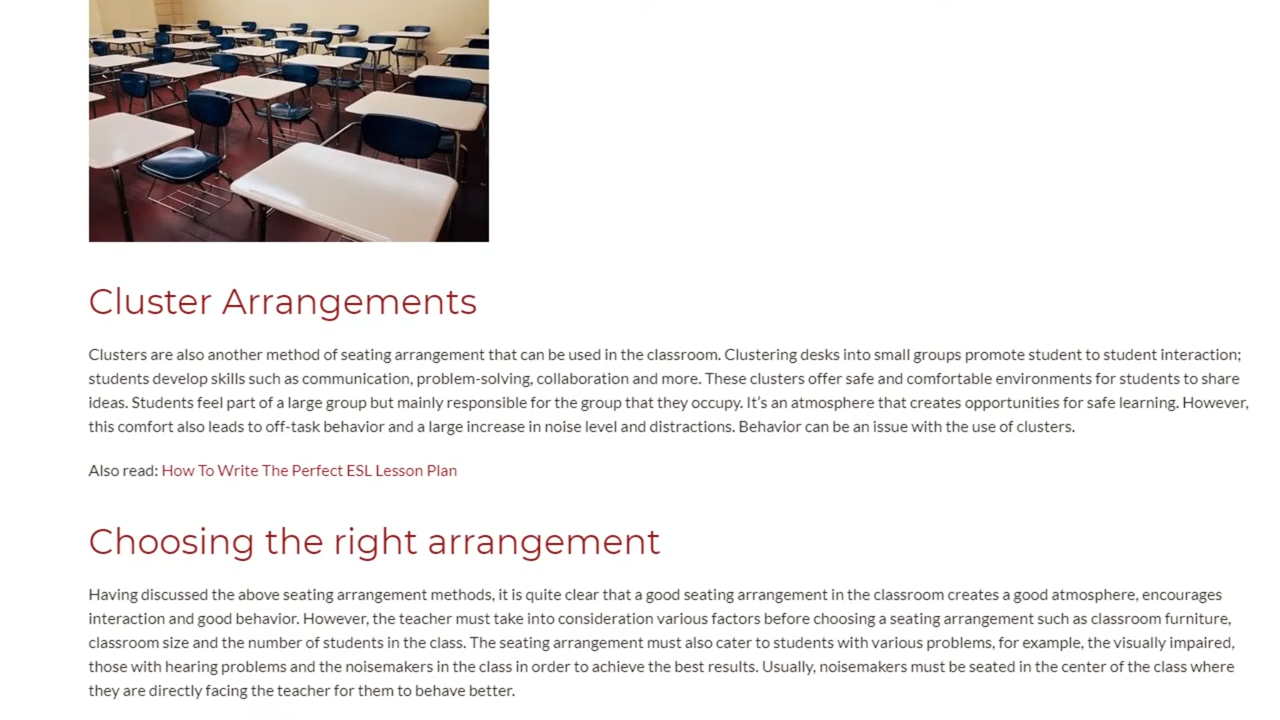 Cluster Arrangements
Clusters are also another method of seating arrangement that can be used in the classroom. Clustering desks into small groups promote student to student interaction;
students develop skills such as communication, problem-solving, collaboration and more. These clusters offer safe and comfortable environments for students to share
ideas. Students feel part of a large group but mainly responsible for the group that they occupy. It’s an atmosphere that creates opportunities for safe learning. However,
this comfort also leads to off-task behavior and a large increase in noise level and distractions. Behavior can be an issue with the use of clusters.
Also read: How To Write The Perfect ESL Lesson Plan
Choosing the right arrangement
Having discussed the above seating arrangement methods, it is quite clear that a good seating arrangement in the classroom creates a good atmosphere, encourages
interaction and good behavior. However, the teacher must take into consideration various factors before choosing a seating arrangement such as classroom furniture,
classroom size and the number of students in the class. The seating arrangement must also cater to students with various problems, for example, the visually impaired,
those with hearing problems and the noisemakers in the class in order to achieve the best results. Usually, noisemakers must be seated in the center of the class where
they are directly facing the teacher for them to behave better.